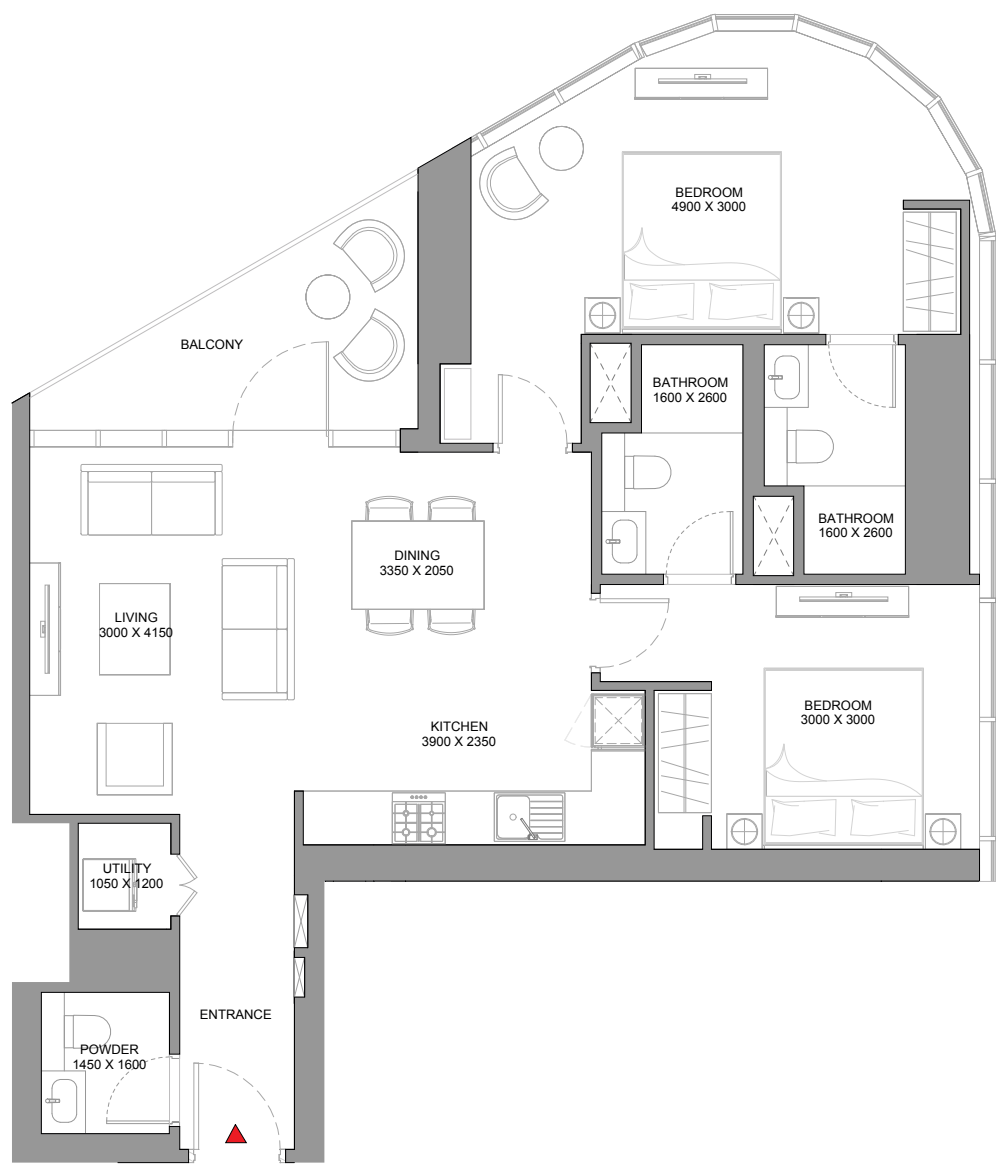 BEDROOM
4900 X 3000
BALCONY
BATHROOM
1600 X 2600
BATHROOM
1600 X 2600
DINING
3350 X 2050
LIVING
3000 X 4150
KITCHEN
3900 X 2350
BEDROOM
3000 X 3000
UTILITY
1050 X 1200
ENTRANCE
POWDER
1450 X 1600